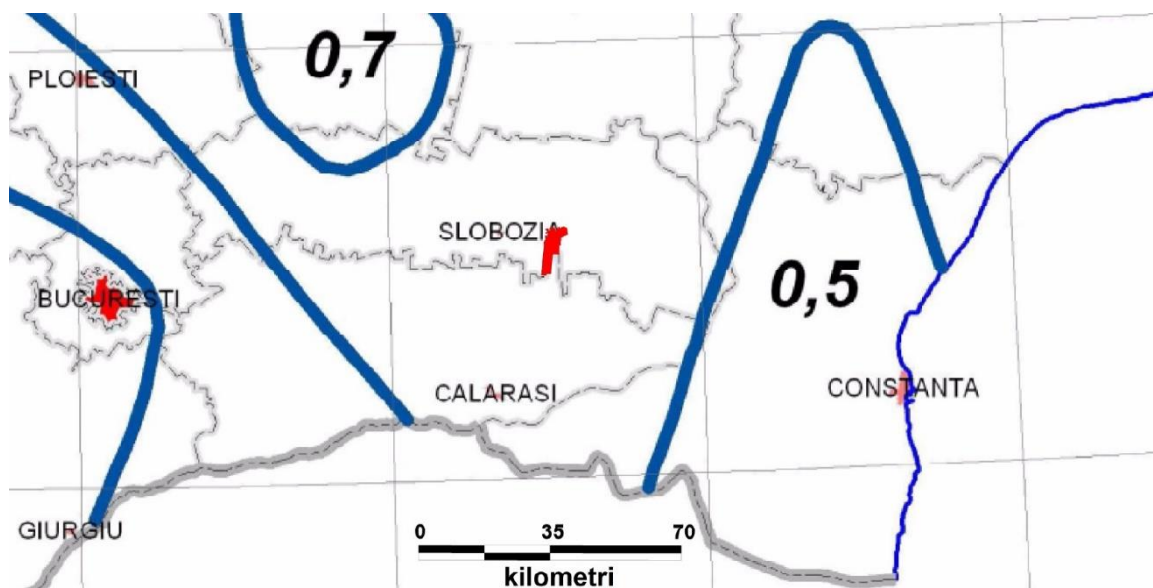 0,7
PLOIESTI
SLOBOZIA
0,5
BUCURESTI
CALARASI
CONSTANTA
GIURGIU
0 35 70
kilometri